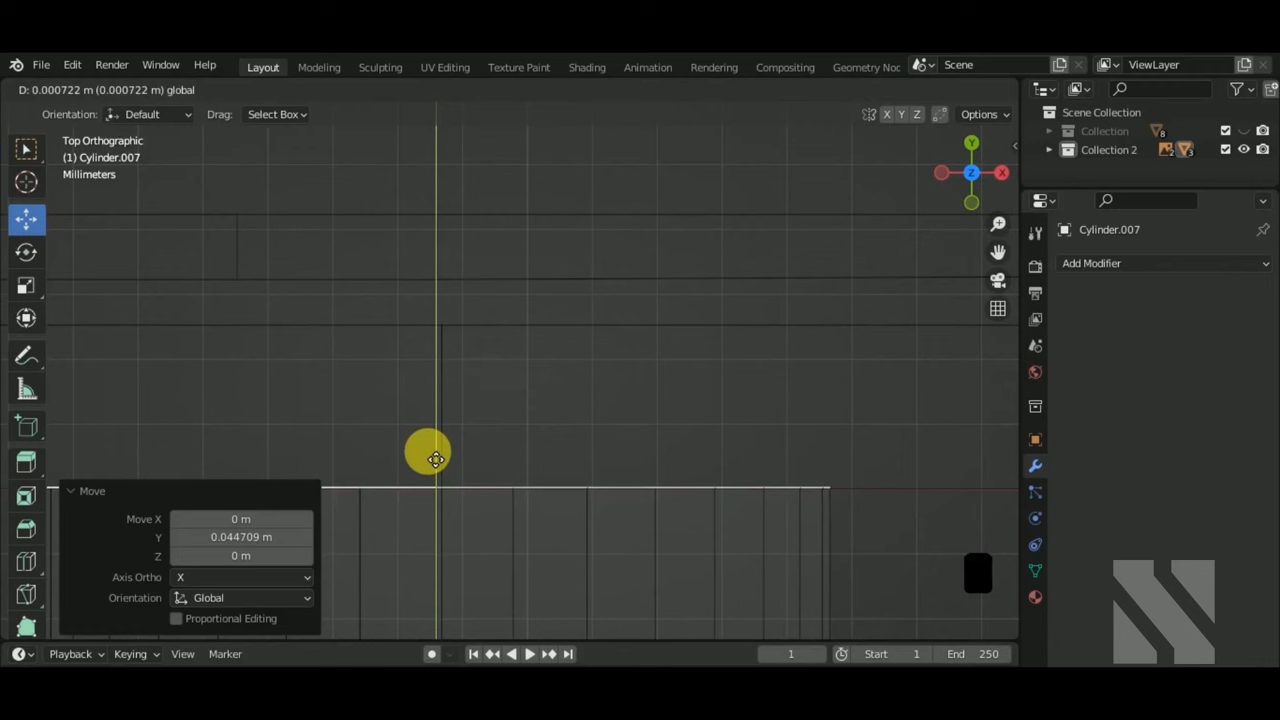 File Edit Render Window Help Layout Modeling Sculpting UV Editing Texture Paint Shading Animation Rendering Compositing Geometry Noc Scene ViewLayer
D: 0.000722 m (0.000722 m) global
Orientation: Default Drag: Select Box X Y Z Options
Top Orthographic
(1) Cylinder.007
Millimeters
Y
Z X
Scene Collection
Collection 8
Collection 2 2 3
Cylinder.007
Add Modifier
Move
Move X 0 m
Y 0.044709 m
Z 0 m
Axis Ortho X
Orientation Global
Proportional Editing
Playback Keying View Marker 1 Start 1 End 250